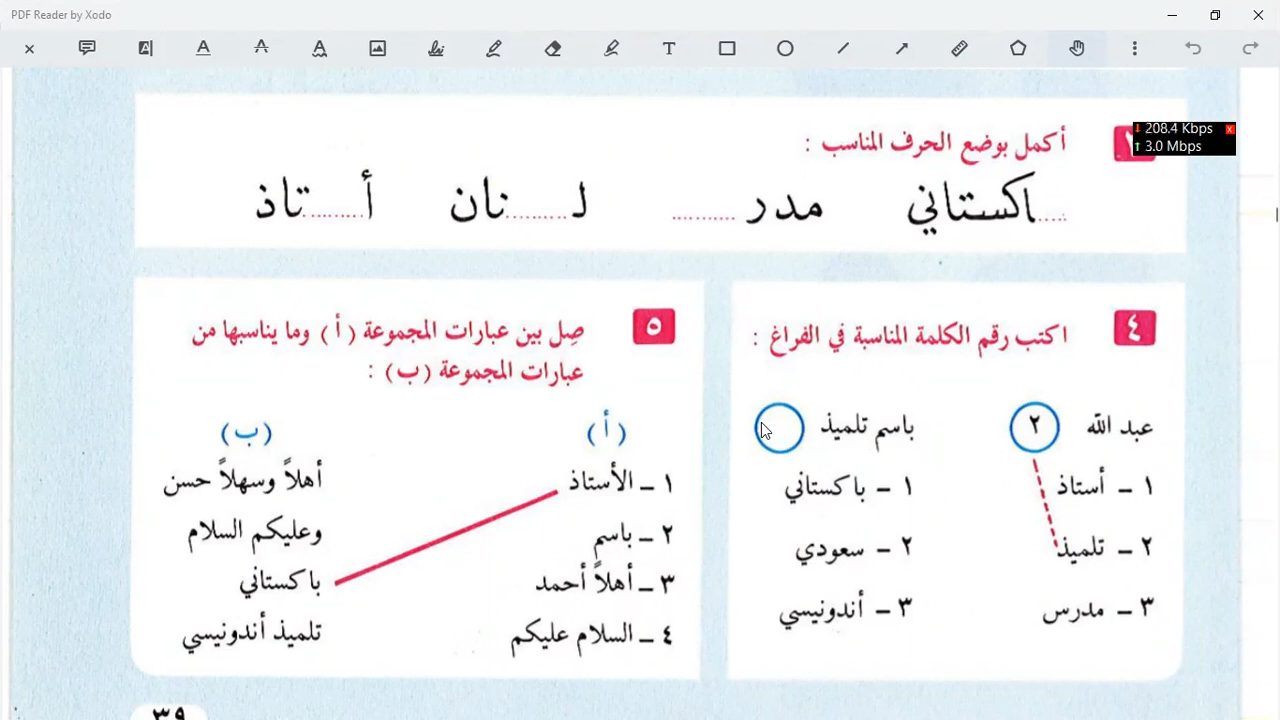 PDF Reader by Xodo
208.4 Kbps x
3.0 Mbps
أكمل بوضع الحرف المناسب :
.....اكستاني مدر ......... لـ.........نان أ.........تاذ
٤ اكتب رقم الكلمة المناسبة في الفراغ :
عبد الله ٢ باسم تلميذ
١ - أستاذ ١ - باكستاني
٢ - تلميذ ٢ - سعودي
٣ - مدرس ٣ - أندونيسي
٥ صِل بين عبارات المجموعة (أ) وما يناسبها من
عبارات المجموعة (ب) :
(أ) (ب)
١ - الأستاذ أهلاً وسهلاً حسن
٢ - باسم وعليكم السلام
٣ - أهلاً أحمد باكستاني
٤ - السلام عليكم تلميذ أندونيسي
٣٩